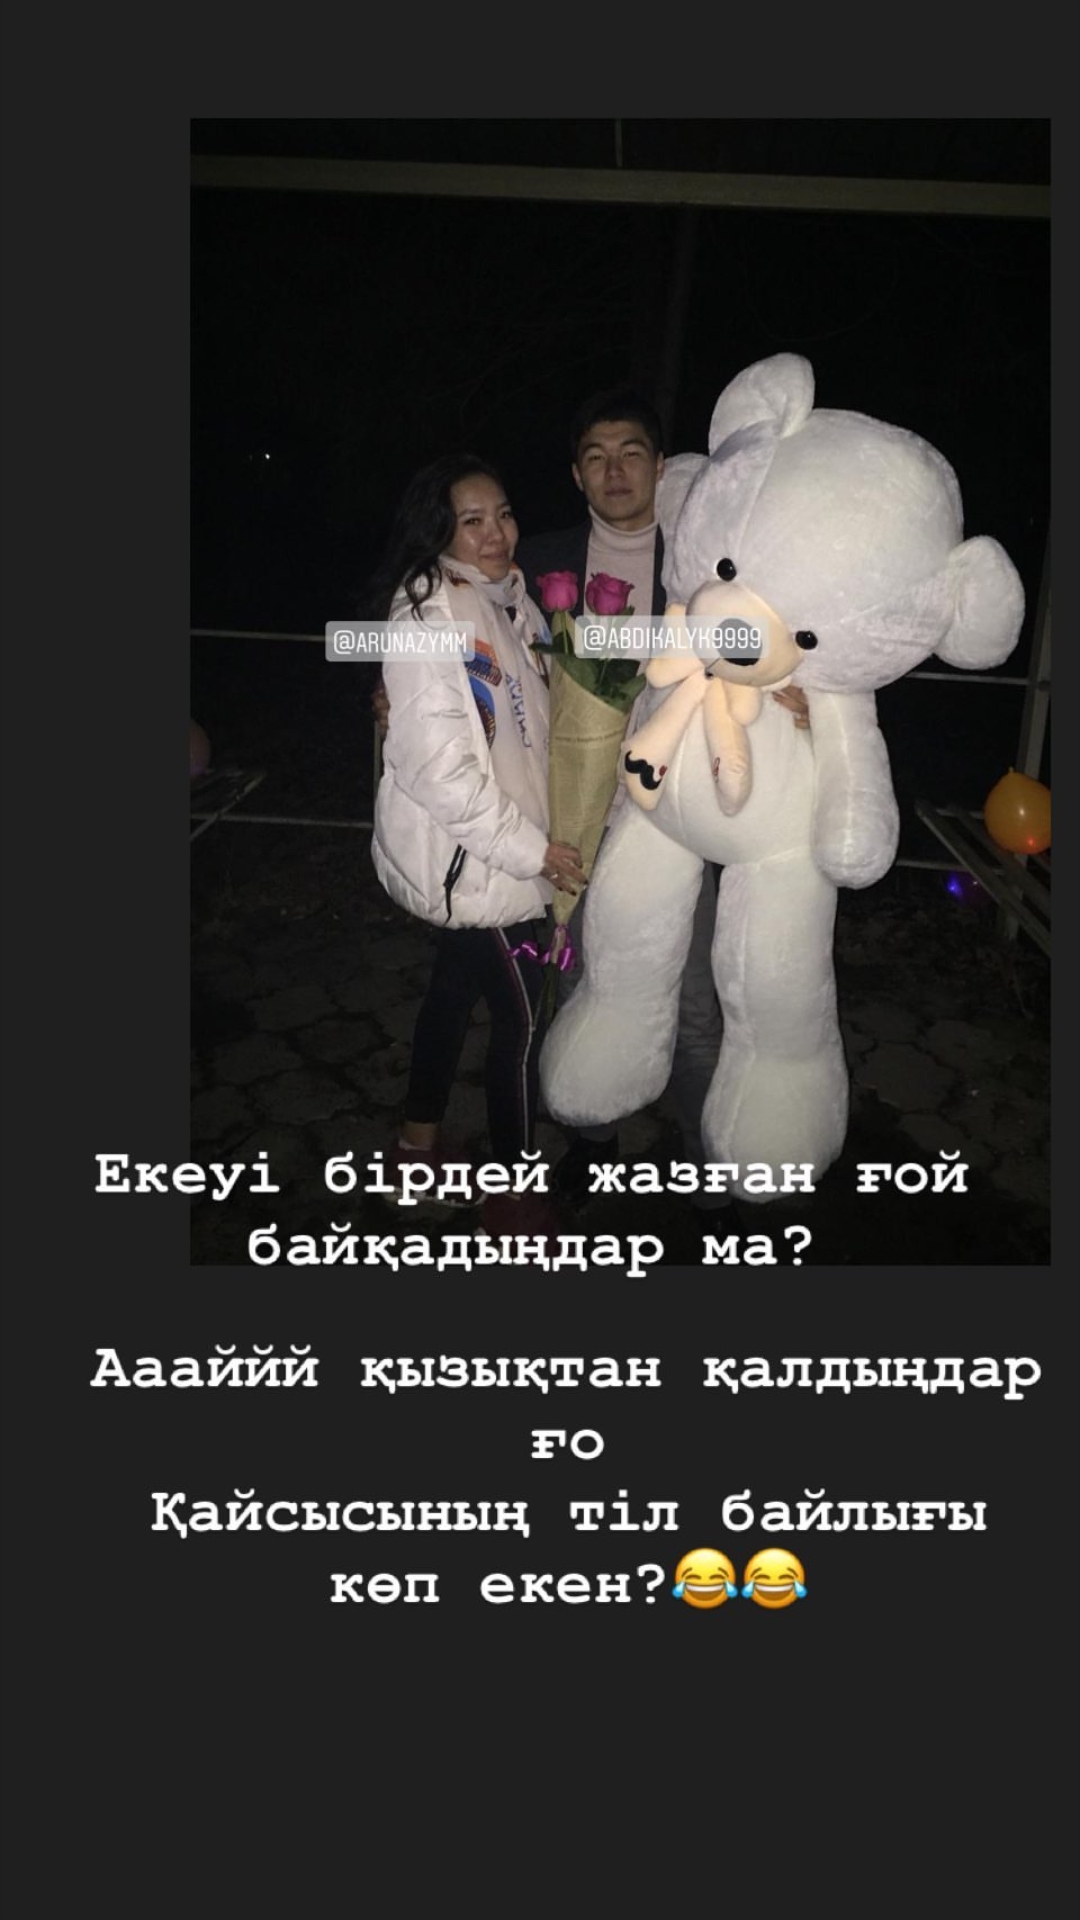 @ARUNAZYMM
@ABDIKALYK9999
Екеуі бірдей жазған ғой
байқадыңдар ма?
Аааййй қызықтан қалдыңдар
ғо
Қайсысының тіл байлығы
көп екен?😂😂